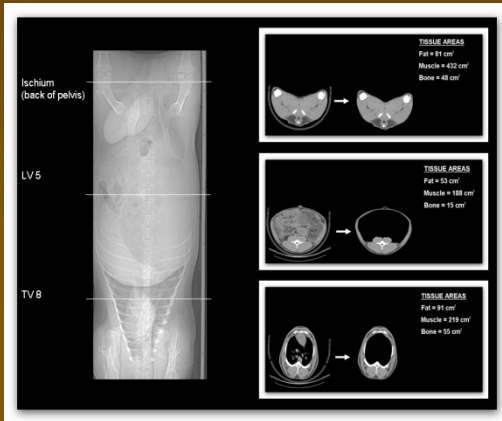 Ischium
(back of pelvis)
LV 5
TV 8
TISSUE AREAS
Fat = 81 cm²
Muscle = 432 cm²
Bone = 48 cm²
TISSUE AREAS
Fat = 53 cm²
Muscle = 188 cm²
Bone = 15 cm²
TISSUE AREAS
Fat = 91 cm²
Muscle = 219 cm²
Bone = 55 cm²